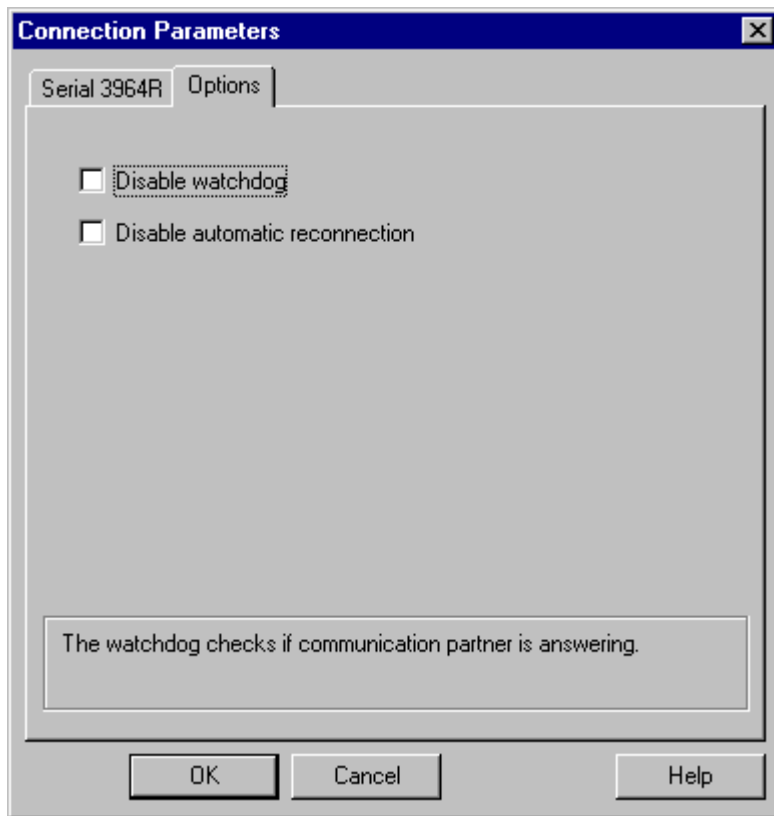 Connection Parameters
Serial 3964R
Options
Disable watchdog
Disable automatic reconnection
The watchdog checks if communication partner is answering.
OK
Cancel
Help